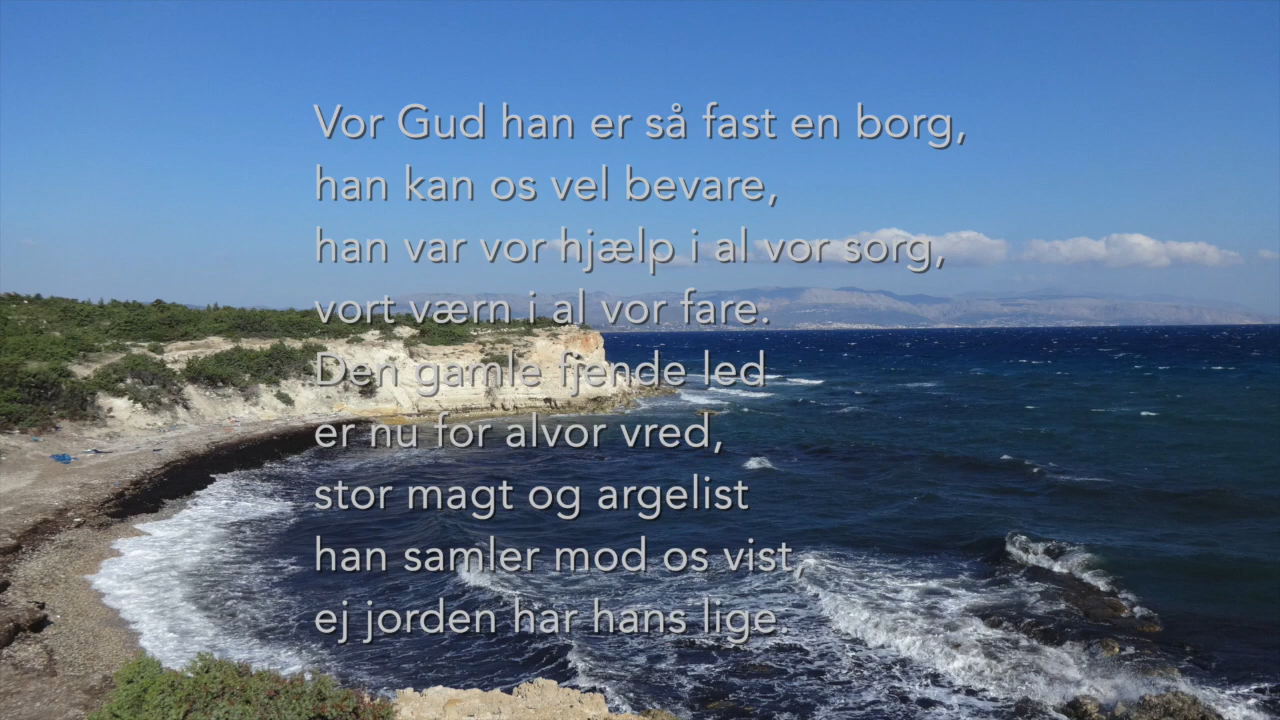 Vor Gud han er så fast en borg,
han kan os vel bevare,
han var vor hjælp i al vor sorg,
vort værn i al vor fare.
Den gamle fjende led
er nu for alvor vred,
stor magt og argelist
han samler mod os vist
ej jorden har hans lige.